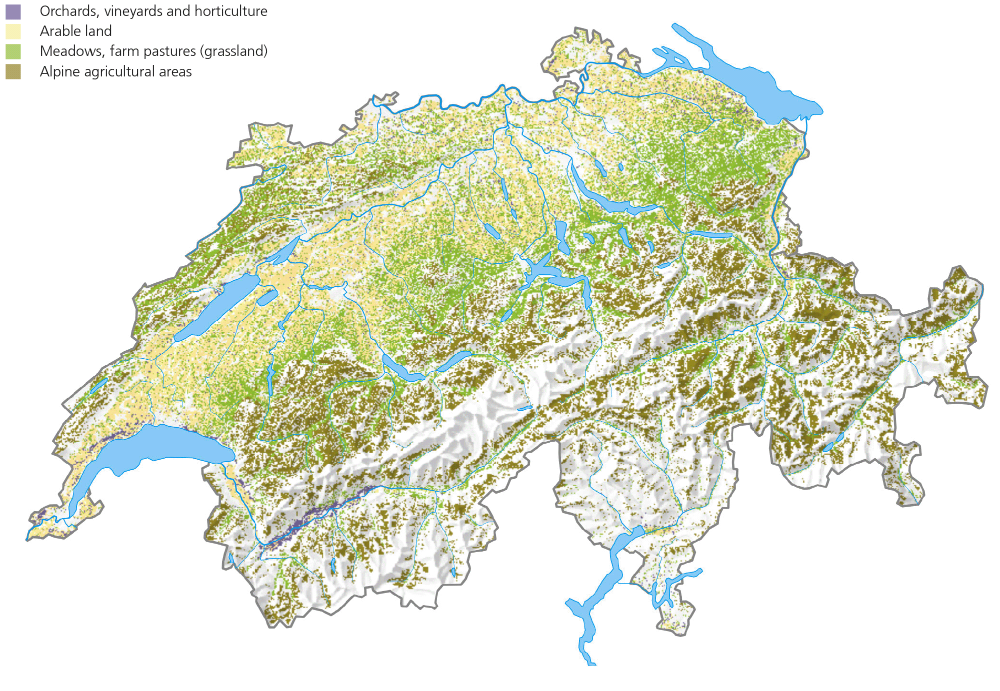 Orchards, vineyards and horticulture
Arable land
Meadows, farm pastures (grassland)
Alpine agricultural areas